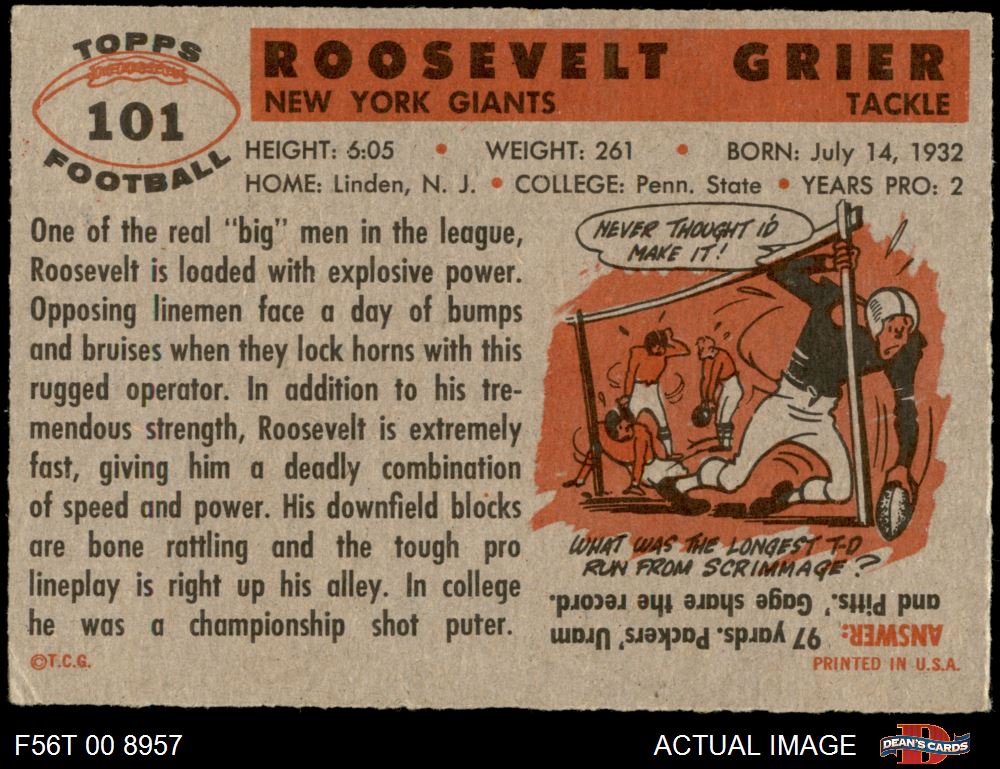 TOPPS
101
FOOTBALL
ROOSEVELT GRIER
NEW YORK GIANTS TACKLE
HEIGHT: 6:05 • WEIGHT: 261 • BORN: July 14, 1932
HOME: Linden, N. J. • COLLEGE: Penn. State • YEARS PRO: 2
One of the real "big" men in the league,
Roosevelt is loaded with explosive power.
Opposing linemen face a day of bumps
and bruises when they lock horns with this
rugged operator. In addition to his tre-
mendous strength, Roosevelt is extremely
fast, giving him a deadly combination
of speed and power. His downfield blocks
are bone rattling and the tough pro
lineplay is right up his alley. In college
he was a championship shot puter.
©T.C.G.
NEVER THOUGHT I'D
MAKE IT!
WHAT WAS THE LONGEST T-D
RUN FROM SCRIMMAGE?
ANSWER: 97 yards. Packers' Uram
and Pitts.' Gage share the record.
PRINTED IN U.S.A.
F56T 00 8957
ACTUAL IMAGE
D
DEAN'S CARDS